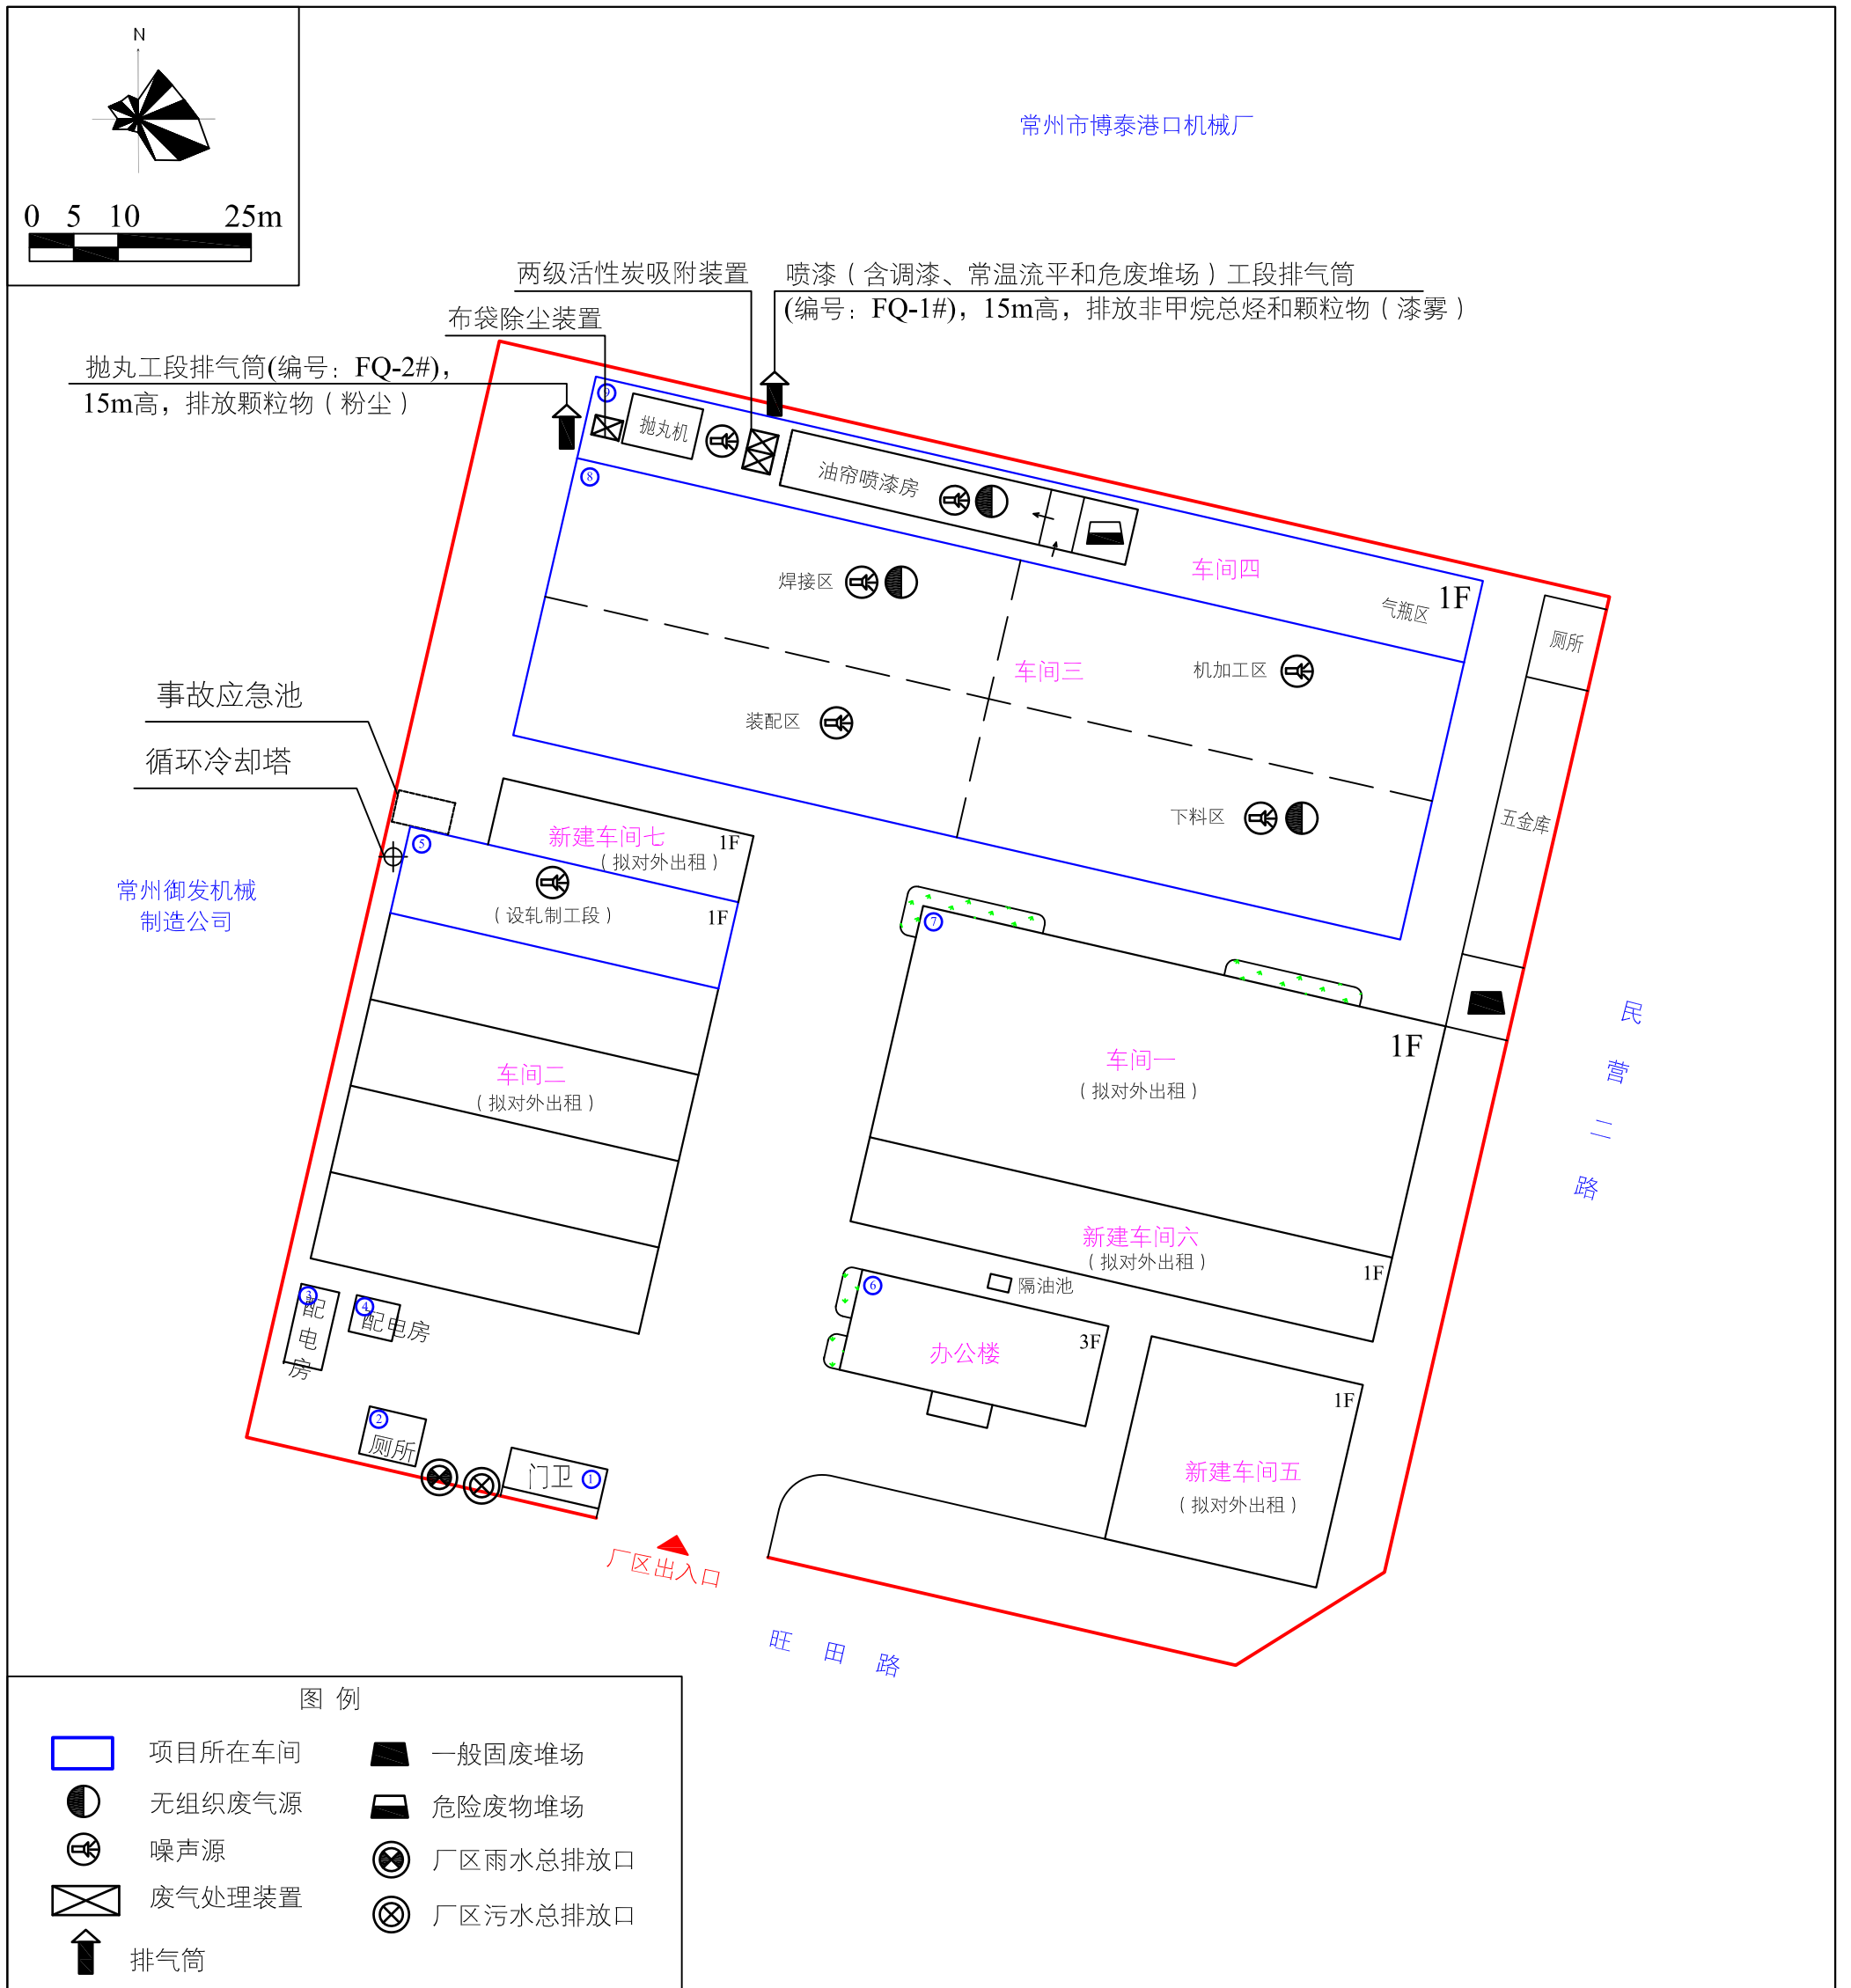 N
0 5 10 25m
常州市博泰港口机械厂
两级活性炭吸附装置
喷漆（含调漆、常温流平和危废堆场）工段排气筒
(编号：FQ-1#)，15m高，排放非甲烷总烃和颗粒物（漆雾）
布袋除尘装置
抛丸工段排气筒(编号：FQ-2#)，
15m高，排放颗粒物（粉尘）
9
抛丸机
8
油帘喷漆房
车间四
1F
气瓶区
焊接区
厕所
车间三
机加工区
装配区
事故应急池
循环冷却塔
下料区
五金库
新建车间七
1F
（拟对外出租）
5
常州御发机械
制造公司
（设轧制工段）
1F
7
民营二路
车间一
1F
（拟对外出租）
车间二
（拟对外出租）
新建车间六
（拟对外出租）
1F
隔油池
6
办公楼
3F
3
配电房
4
配电房
1F
新建车间五
（拟对外出租）
2
厕所
门卫
1
厂区出入口
旺田路
图 例
项目所在车间
一般固废堆场
无组织废气源
危险废物堆场
噪声源
厂区雨水总排放口
废气处理装置
厂区污水总排放口
排气筒